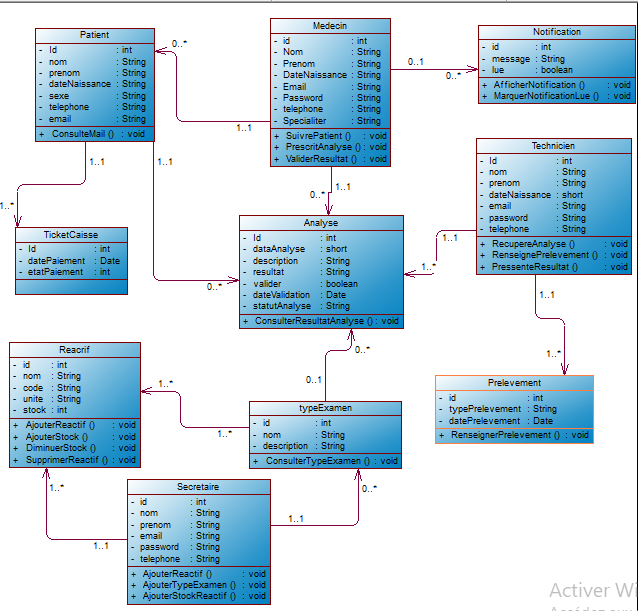 Patient
- Id : int
- nom : String
- prenom : String
- dateNaissance : String
- sexe : String
- telephone : String
- email : String
+ ConsulteMail () : void
Medecin
- id : int
- Nom : String
- Prenom : String
- DateNaissance : String
- Email : String
- Password : String
- telephone : String
- Specialiter : String
+ SuivrePatient () : void
+ PrescritAnalyse () : void
+ ValiderResultat () : void
Notification
- id : int
- message : String
- lue : boolean
+ AfficherNotification () : void
+ MarquerNotificationLue () : void
0..*
1..1
0..1
0..*
Technicien
- Id : int
- nom : String
- prenom : String
- dateNaissance : short
- email : String
- password : String
- telephone : String
+ RecupereAnalyse () : void
+ RenseignePrelevement () : void
+ PressenteResultat () : void
1..1
1..1
1..1
0..*
1..*
TicketCaisse
- Id : int
- datePaiement : Date
- etatPaiement : int
Analyse
- Id : int
- dataAnalyse : short
- description : String
- resultat : String
- valider : boolean
- dateValidation : Date
- statutAnalyse : String
+ ConsulterResultatAnalyse () : void
1..1
1..*
0..*
1..1
1..*
0..*
0..1
Reacrif
- id : int
- nom : String
- code : String
- unite : String
- stock : int
+ AjouterReactif () : void
+ AjouterStock () : void
+ DiminuerStock () : void
+ SupprimerReactif () : void
1..*
1..*
typeExamen
- id : int
- nom : String
- description : String
+ ConsulterTypeExamen () : void
Prelevement
- id : int
- typePrelevement : String
- datePrelevement : Date
+ RenseignerPrelevement () : void
1..*
1..1
0..*
1..1
Secretaire
- id : int
- nom : String
- prenom : String
- email : String
- password : String
- telephone : String
+ AjouterReactif () : void
+ AjouterTypeExamen () : void
+ AjouterStockReactif () : void
Activer Wi